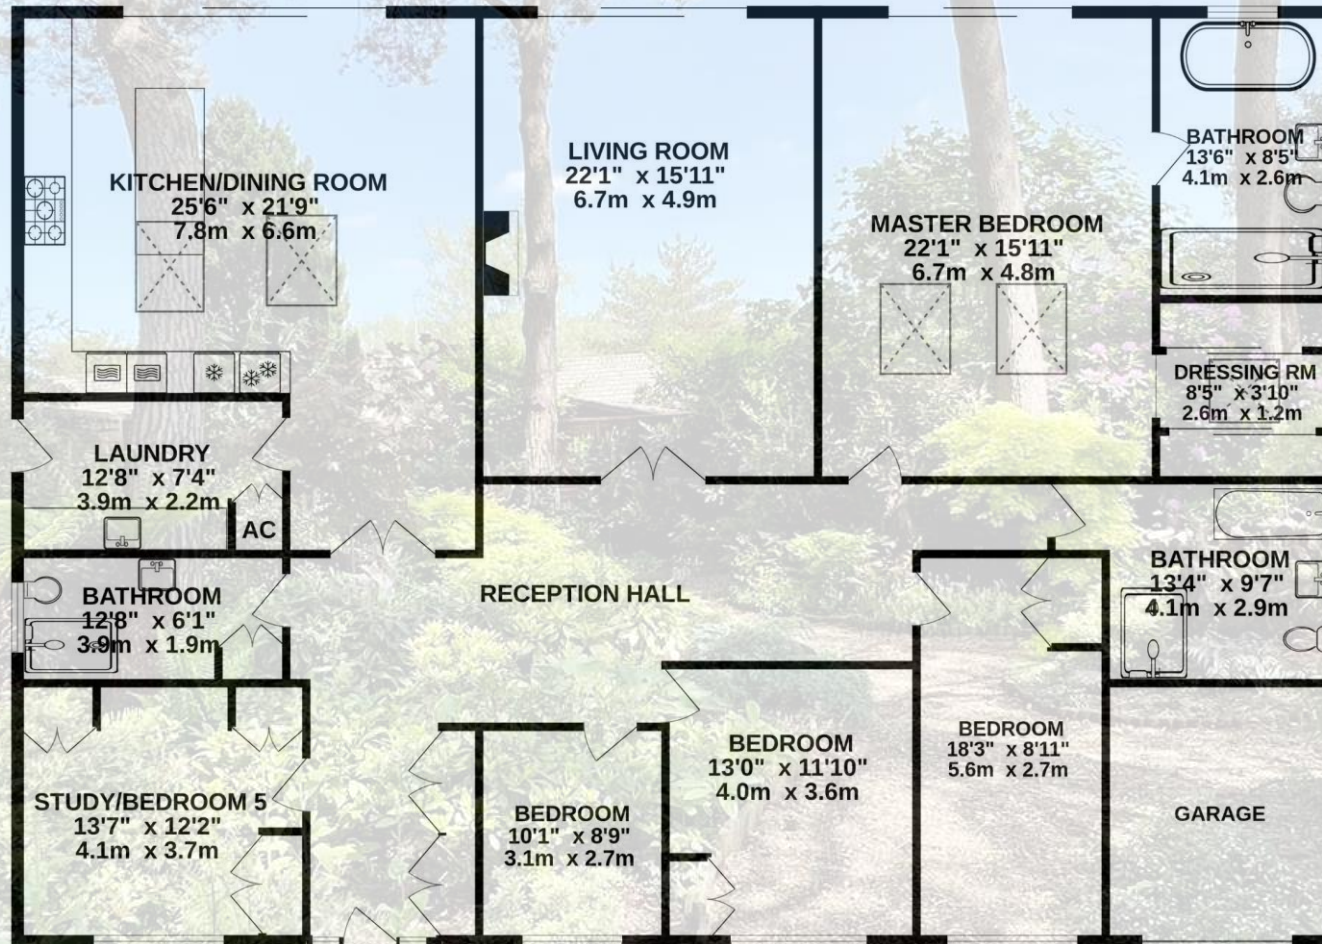 KITCHEN/DINING ROOM
25'6" x 21'9"
7.8m x 6.6m
LIVING ROOM
22'1" x 15'11"
6.7m x 4.9m
MASTER BEDROOM
22'1" x 15'11"
6.7m x 4.8m
BATHROOM
13'6" x 8'5"
4.1m x 2.6m
DRESSING RM
8'5" x 3'10"
2.6m x 1.2m
LAUNDRY
12'8" x 7'4"
3.9m x 2.2m
AC
BATHROOM
12'8" x 6'1"
3.9m x 1.9m
RECEPTION HALL
BATHROOM
13'4" x 9'7"
4.1m x 2.9m
STUDY/BEDROOM 5
13'7" x 12'2"
4.1m x 3.7m
BEDROOM
10'1" x 8'9"
3.1m x 2.7m
BEDROOM
13'0" x 11'10"
4.0m x 3.6m
BEDROOM
18'3" x 8'11"
5.6m x 2.7m
GARAGE